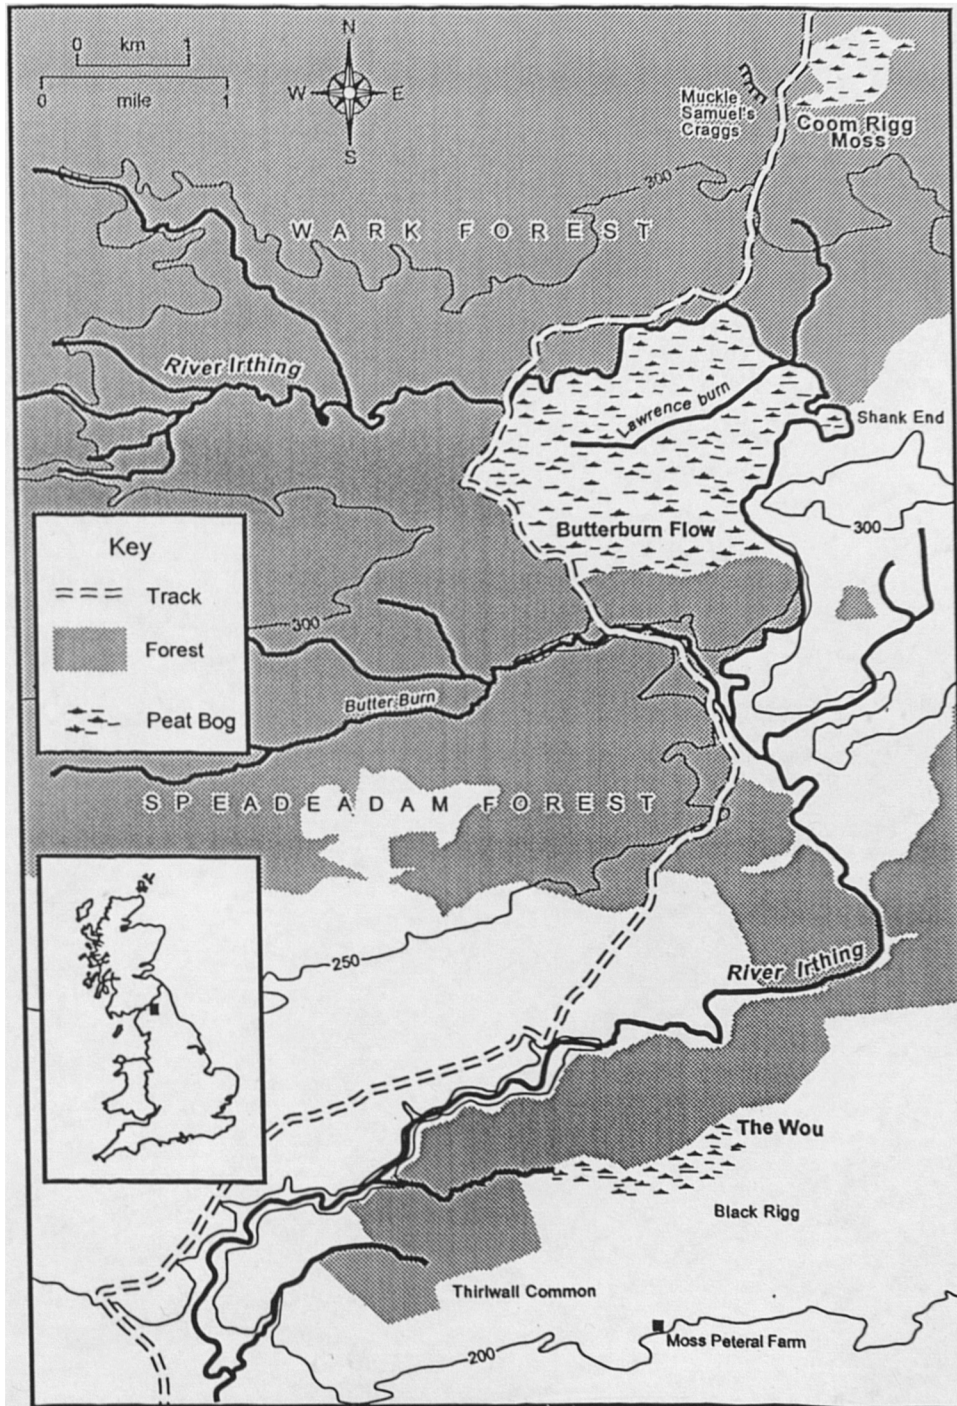 0 km 1
0 mile 1
N
W E
S
Muckle
Samuel's
Craggs
Coom Rigg
Moss
300
WARK FOREST
River Irthing
Lawrence burn
Shank End
Butterburn Flow
300
Key
Track
Forest
Peat Bog
300
Butter Burn
SPEADEADAM FOREST
250
River Irthing
The Wou
Black Rigg
Thirlwall Common
Moss Peteral Farm
200